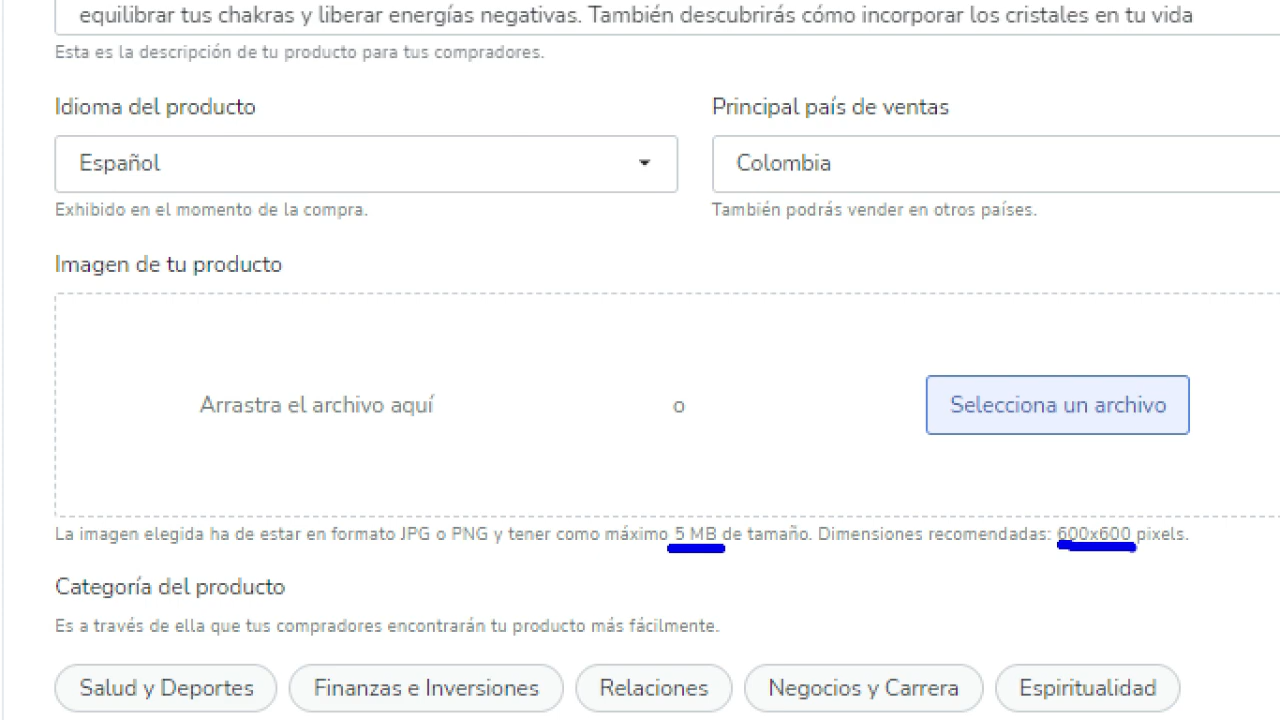 equilibrar tus chakras y liberar energías negativas. También descubrirás cómo incorporar los cristales en tu vida
Esta es la descripción de tu producto para tus compradores.
Idioma del producto
Principal país de ventas
Español
Colombia
Exhibido en el momento de la compra.
También podrás vender en otros países.
Imagen de tu producto
Arrastra el archivo aquí
o
Selecciona un archivo
La imagen elegida ha de estar en formato JPG o PNG y tener como máximo 5 MB de tamaño. Dimensiones recomendadas: 600x600 pixels.
Categoría del producto
Es a través de ella que tus compradores encontrarán tu producto más fácilmente.
Salud y Deportes
Finanzas e Inversiones
Relaciones
Negocios y Carrera
Espiritualidad